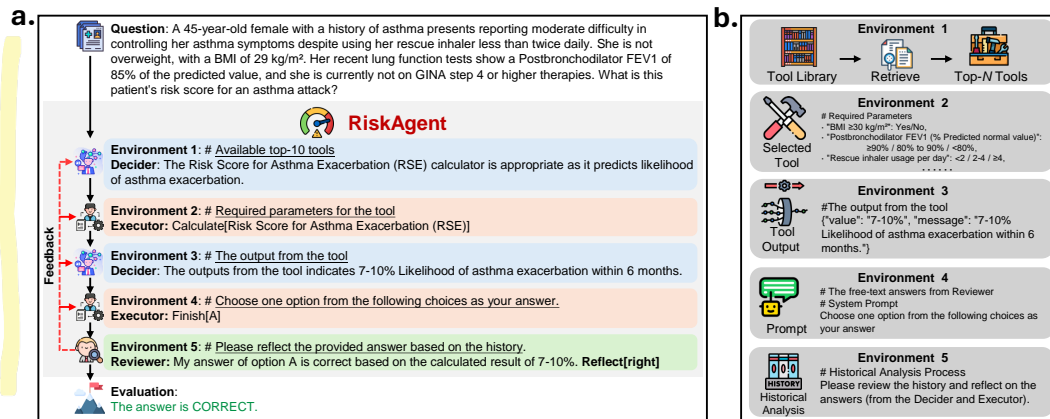 a.
Question: A 45-year-old female with a history of asthma presents reporting moderate difficulty in
controlling her asthma symptoms despite using her rescue inhaler less than twice daily. She is not
overweight, with a BMI of 29 kg/m². Her recent lung function tests show a Postbronchodilator FEV1 of
85% of the predicted value, and she is currently not on GINA step 4 or higher therapies. What is this
patient's risk score for an asthma attack?
RiskAgent
Environment 1: # Available top-10 tools
Decider: The Risk Score for Asthma Exacerbation (RSE) calculator is appropriate as it predicts likelihood
of asthma exacerbation.
Environment 2: # Required parameters for the tool
Executor: Calculate[Risk Score for Asthma Exacerbation (RSE)]
Environment 3: # The output from the tool
Decider: The outputs from the tool indicates 7-10% Likelihood of asthma exacerbation within 6 months.
Environment 4: # Choose one option from the following choices as your answer.
Executor: Finish[A]
Environment 5: # Please reflect the provided answer based on the history.
Reviewer: My answer of option A is correct based on the calculated result of 7-10%. Reflect[right]
Feedback
Evaluation:
The answer is CORRECT.
b.
Environment 1
Tool Library
Retrieve
Top-N Tools
Environment 2
# Required Parameters
- "BMI ≥30 kg/m²": Yes/No,
- "Postbronchodilator FEV1 (% Predicted normal value)":
≥90% / 80% to 90% / <80%,
- "Rescue inhaler usage per day": <2 / 2-4 / ≥4,
......
Selected
Tool
Environment 3
#The output from the tool
{"value": "7-10%", "message": "7-10%
Likelihood of asthma exacerbation within 6
months."}
Tool
Output
Environment 4
# The free-text answers from Reviewer
# System Prompt
Choose one option from the following choices as
your answer
Prompt
Environment 5
# Historical Analysis Process
Please review the history and reflect on the
answers (from the Decider and Executor).
HISTORY
Historical
Analysis